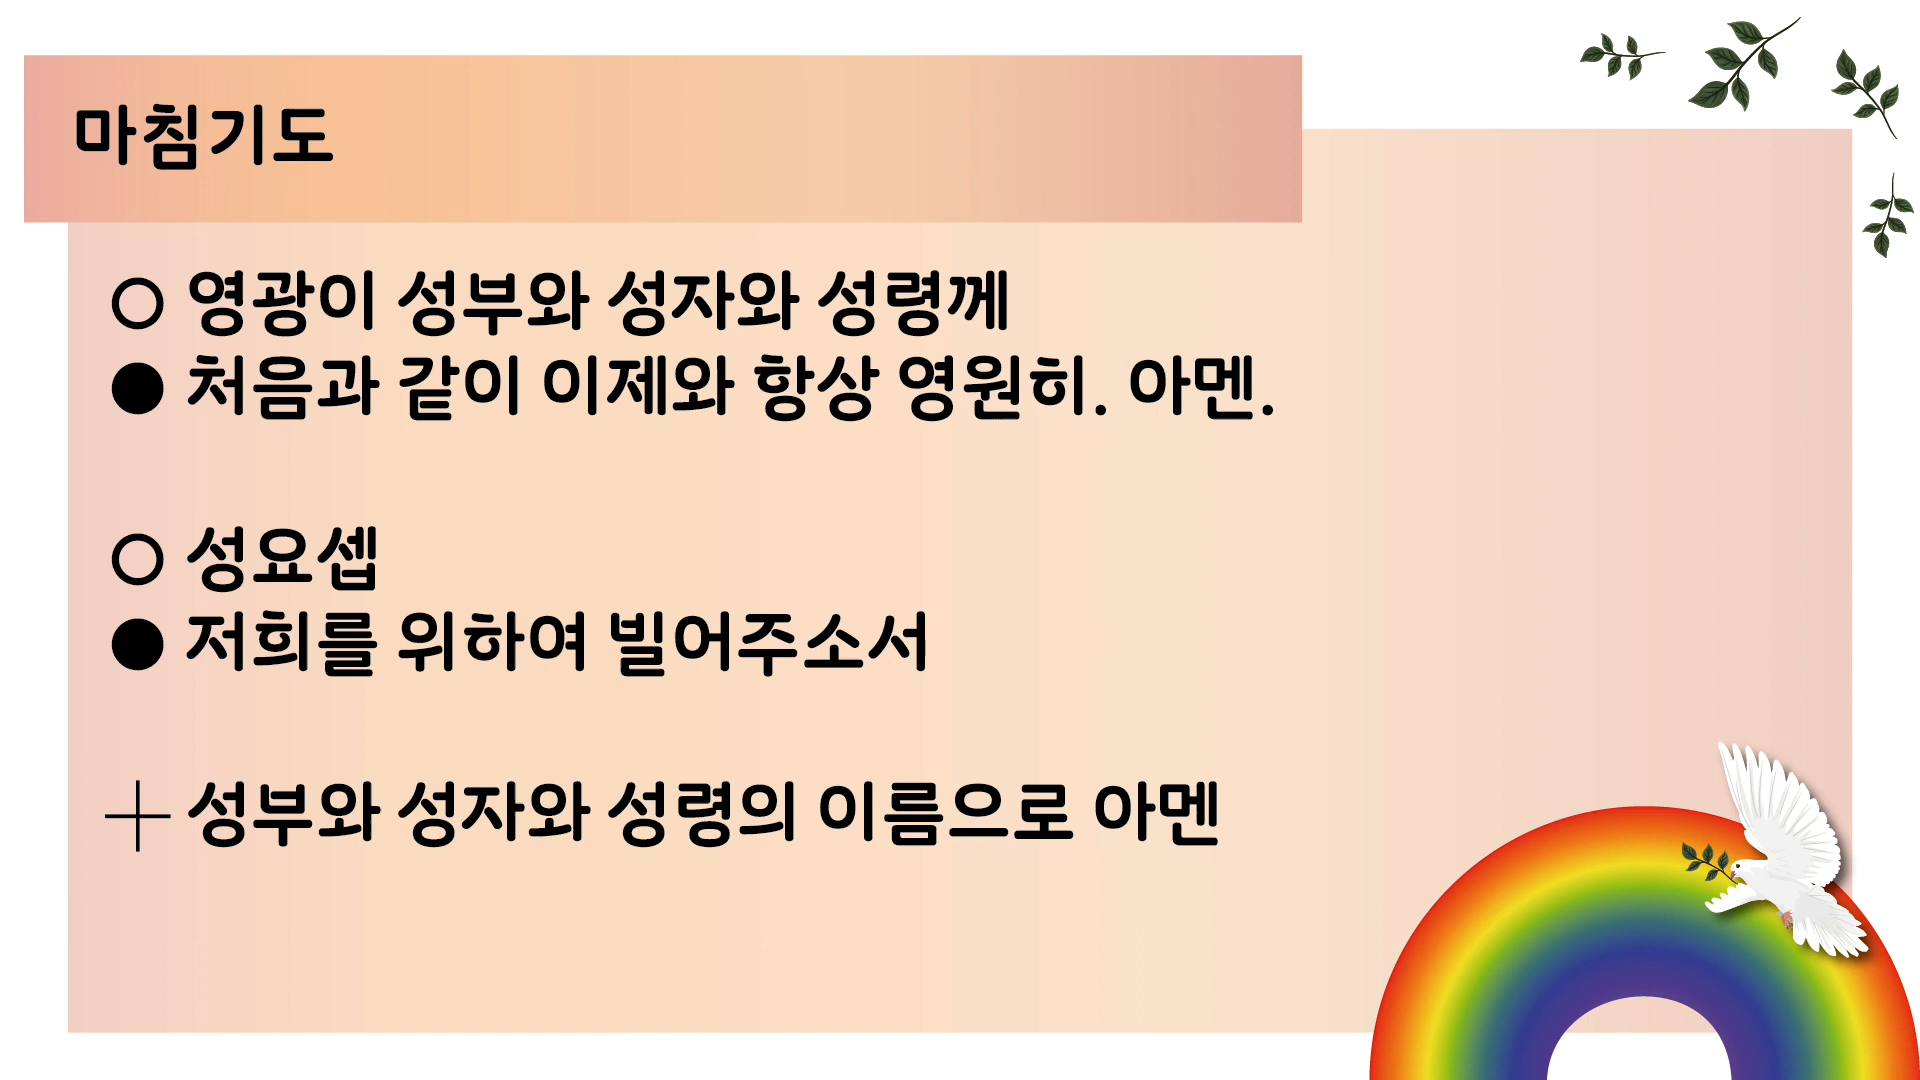 마침기도
○ 영광이 성부와 성자와 성령께
● 처음과 같이 이제와 항상 영원히. 아멘.
○ 성요셉
● 저희를 위하여 빌어주소서
┼ 성부와 성자와 성령의 이름으로 아멘